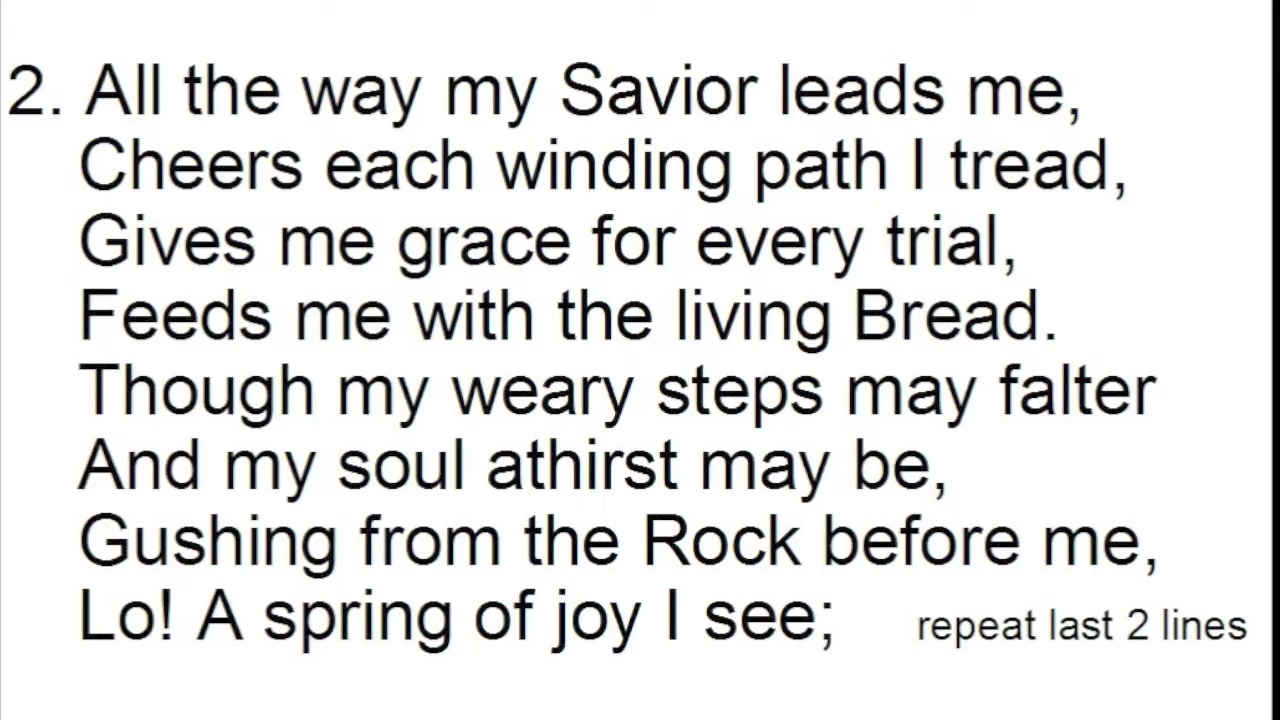 2. All the way my Savior leads me,
Cheers each winding path I tread,
Gives me grace for every trial,
Feeds me with the living Bread.
Though my weary steps may falter
And my soul athirst may be,
Gushing from the Rock before me,
Lo! A spring of joy I see; repeat last 2 lines